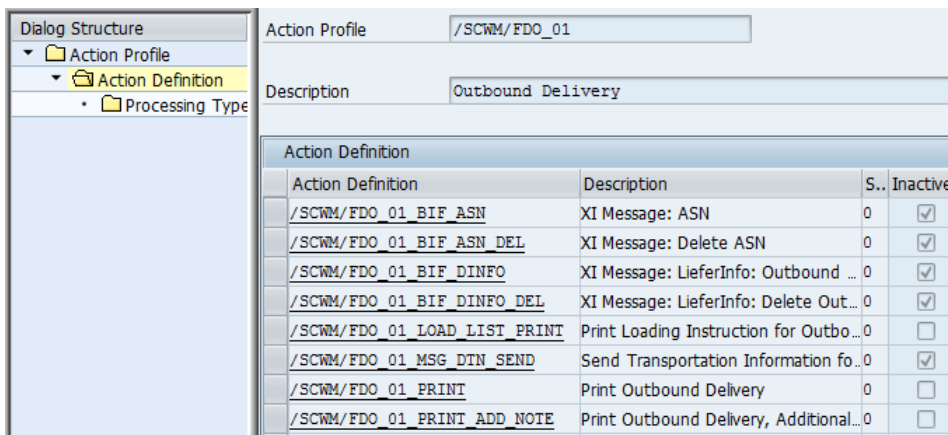 Dialog Structure
Action Profile
Action Definition
Processing Type
Action Profile /SCWM/FDO_01
Description Outbound Delivery
Action Definition
Action Definition Description S.. Inactive
/SCWM/FDO_01_BIF_ASN XI Message: ASN 0
/SCWM/FDO_01_BIF_ASN_DEL XI Message: Delete ASN 0
/SCWM/FDO_01_BIF_DINFO XI Message: LieferInfo: Outbound ... 0
/SCWM/FDO_01_BIF_DINFO_DEL XI Message: LieferInfo: Delete Out... 0
/SCWM/FDO_01_LOAD_LIST_PRINT Print Loading Instruction for Outbo... 0
/SCWM/FDO_01_MSG_DTN_SEND Send Transportation Information fo... 0
/SCWM/FDO_01_PRINT Print Outbound Delivery 0
/SCWM/FDO_01_PRINT_ADD_NOTE Print Outbound Delivery, Additional... 0